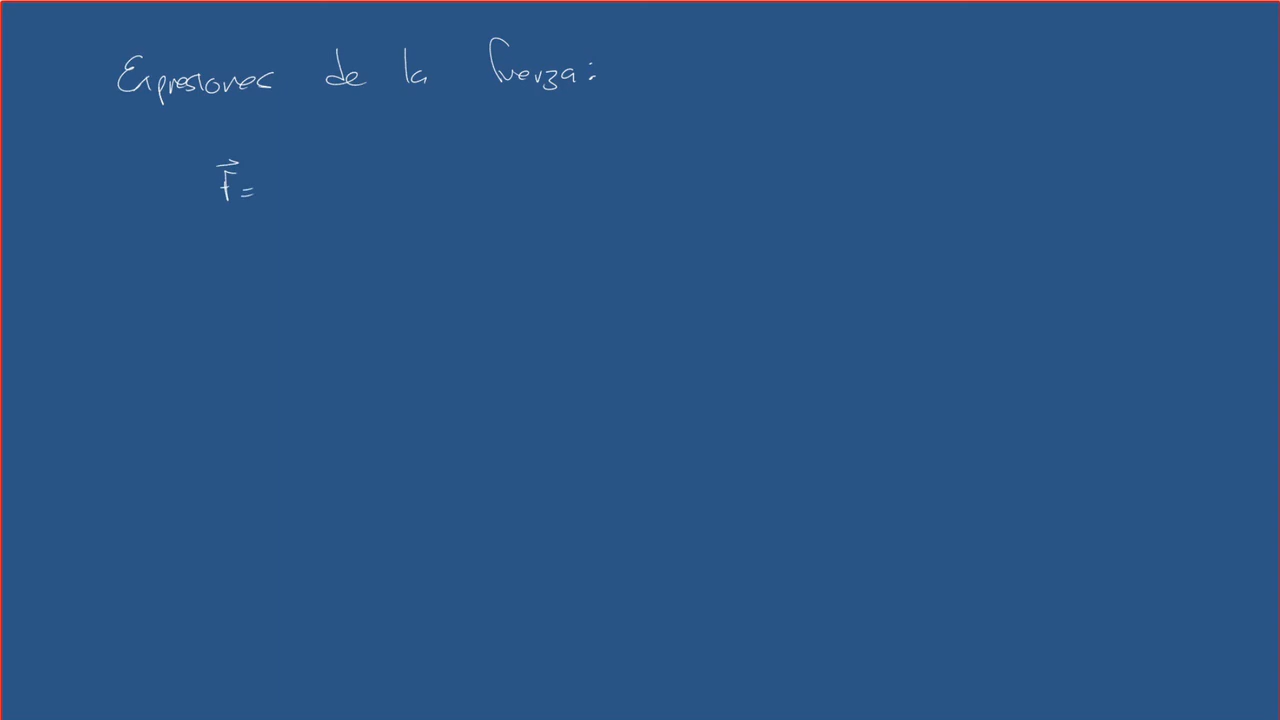 Expresiones de la fuerza:
F⃗ =